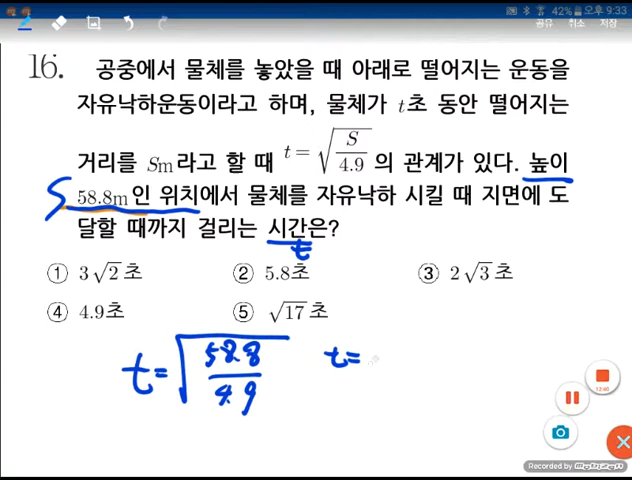 42% 오후 9:33
공유 취소 저장
16. 공중에서 물체를 놓았을 때 아래로 떨어지는 운동을
자유낙하운동이라고 하며, 물체가 t초 동안 떨어지는
거리를 Sm라고 할 때 t=√(S/4.9) 의 관계가 있다. 높이
S
58.8m인 위치에서 물체를 자유낙하 시킬 때 지면에 도
달할 때까지 걸리는 시간은?
t
① 3√2초 ② 5.8초 ③ 2√3초
④ 4.9초 ⑤ √17초
t=√(58.8/4.9) t=
12:40
Recorded by Mobizen